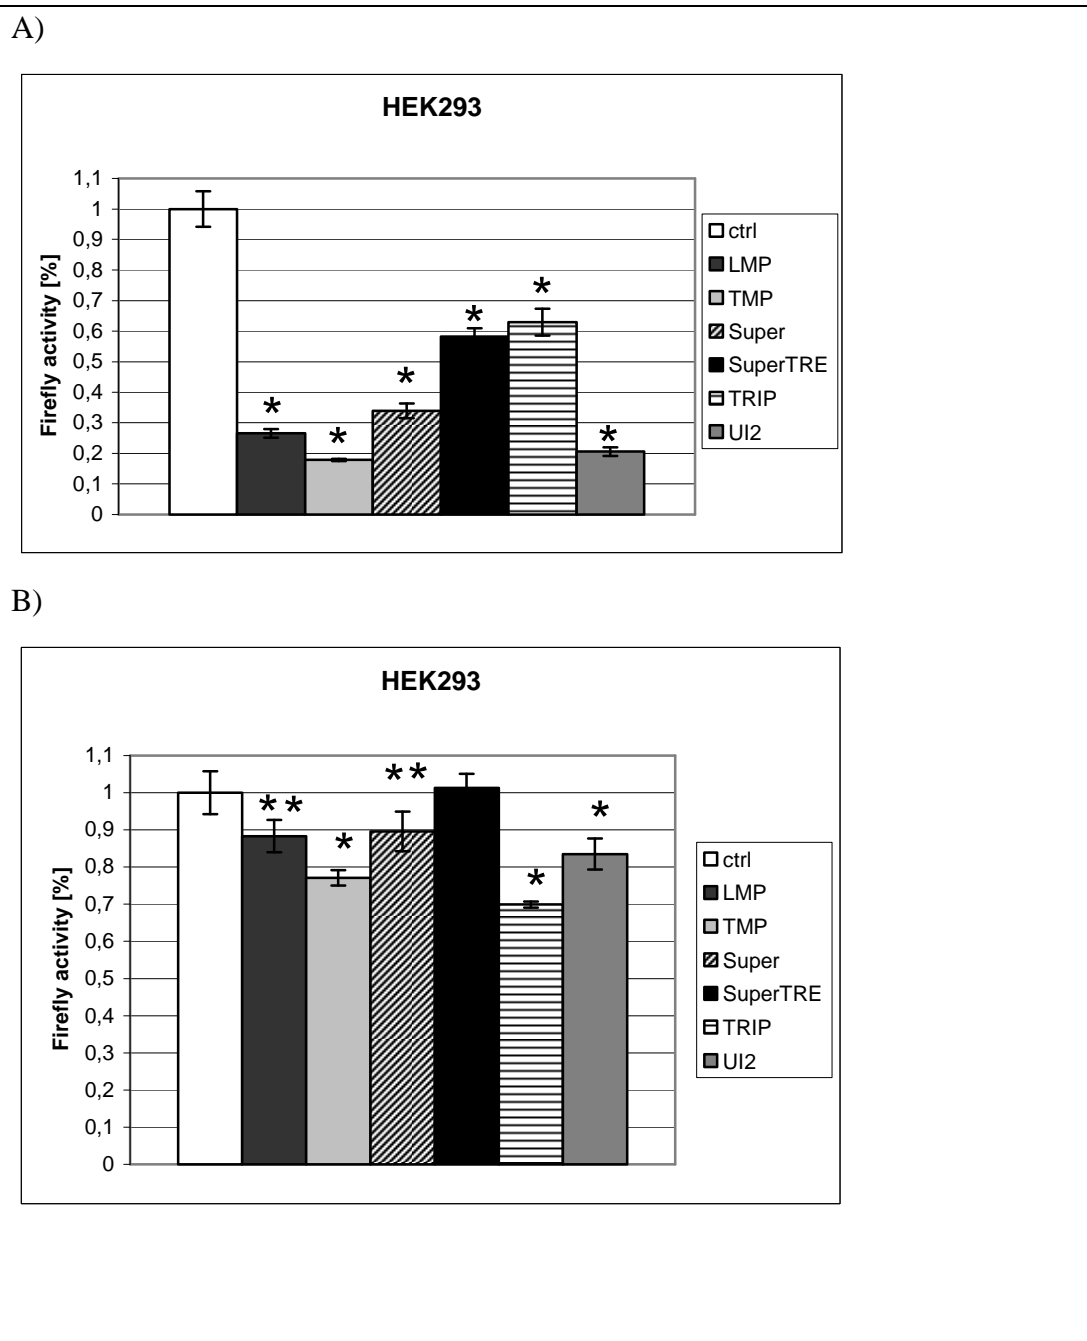 A)
HEK293
Firefly activity [%]
1,1
1
0,9
0,8
0,7
0,6
0,5
0,4
0,3
0,2
0,1
0
*
*
*
*
*
*
ctrl
LMP
TMP
Super
SuperTRE
TRIP
UI2
B)
HEK293
Firefly activity [%]
1,1
1
0,9
0,8
0,7
0,6
0,5
0,4
0,3
0,2
0,1
0
**
*
**
*
*
ctrl
LMP
TMP
Super
SuperTRE
TRIP
UI2